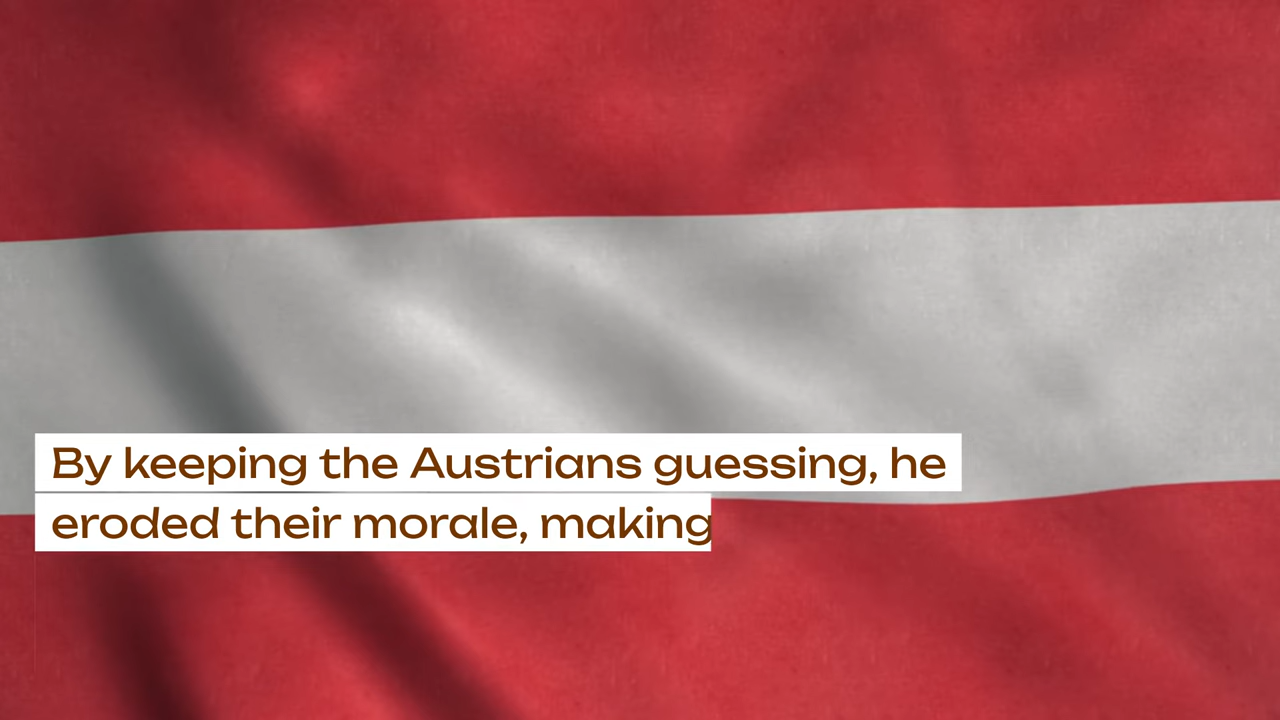 By keeping the Austrians guessing, he
eroded their morale, making